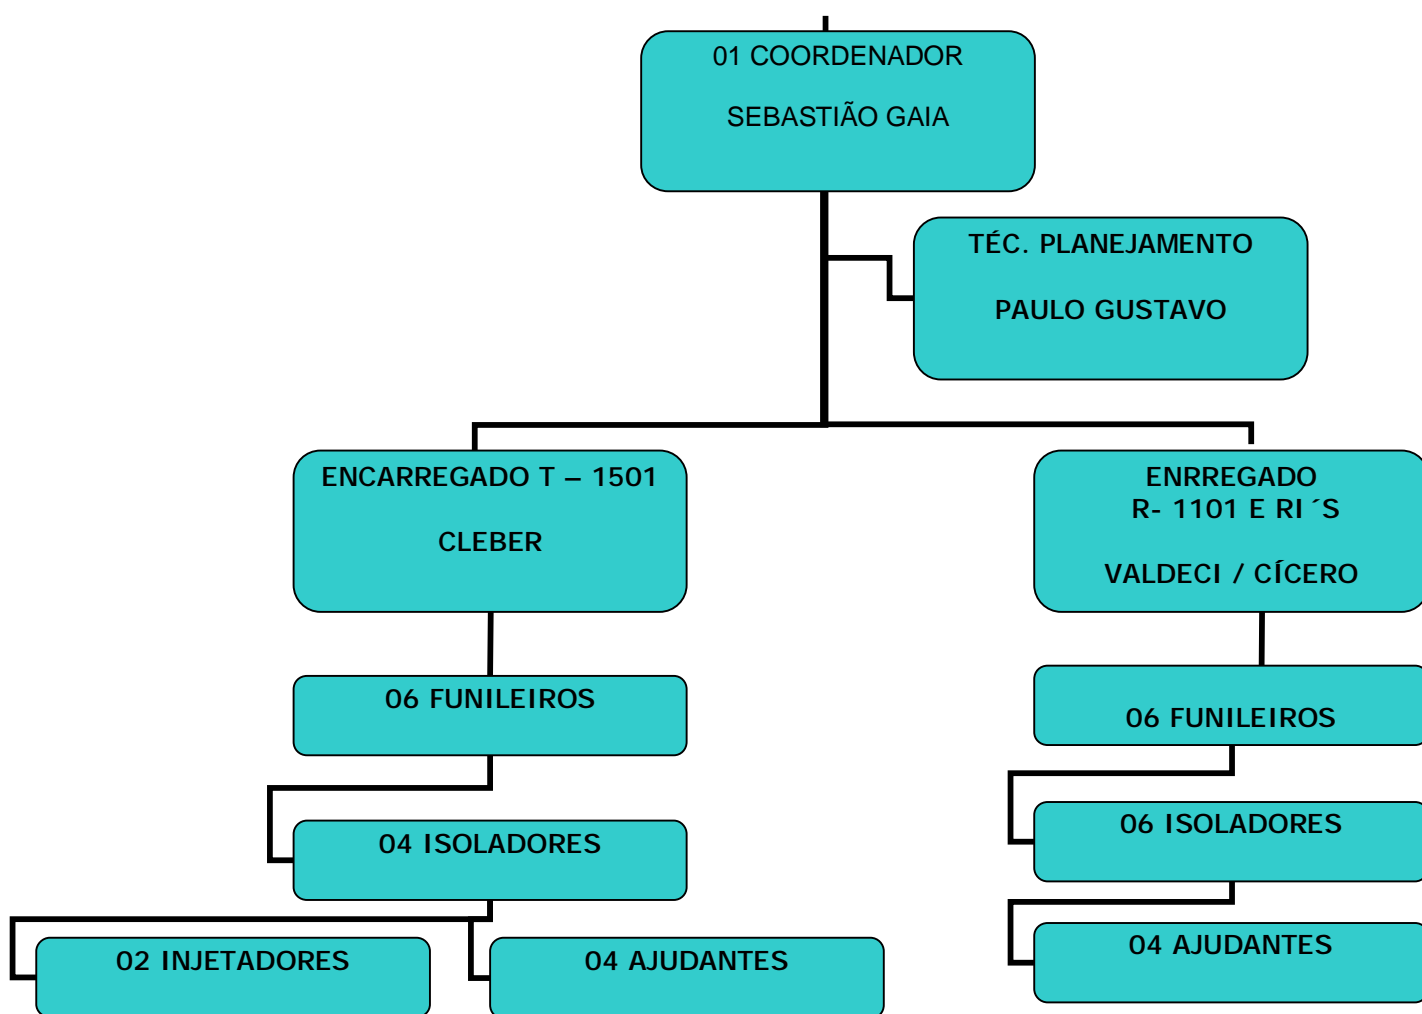 01 COORDENADOR
SEBASTIÃO GAIA
TÉC. PLANEJAMENTO
PAULO GUSTAVO
ENCARREGADO T – 1501
CLEBER
ENRREGADO
R- 1101 E RI ´S
VALDECI / CÍCERO
06 FUNILEIROS
06 FUNILEIROS
04 ISOLADORES
06 ISOLADORES
02 INJETADORES
04 AJUDANTES
04 AJUDANTES